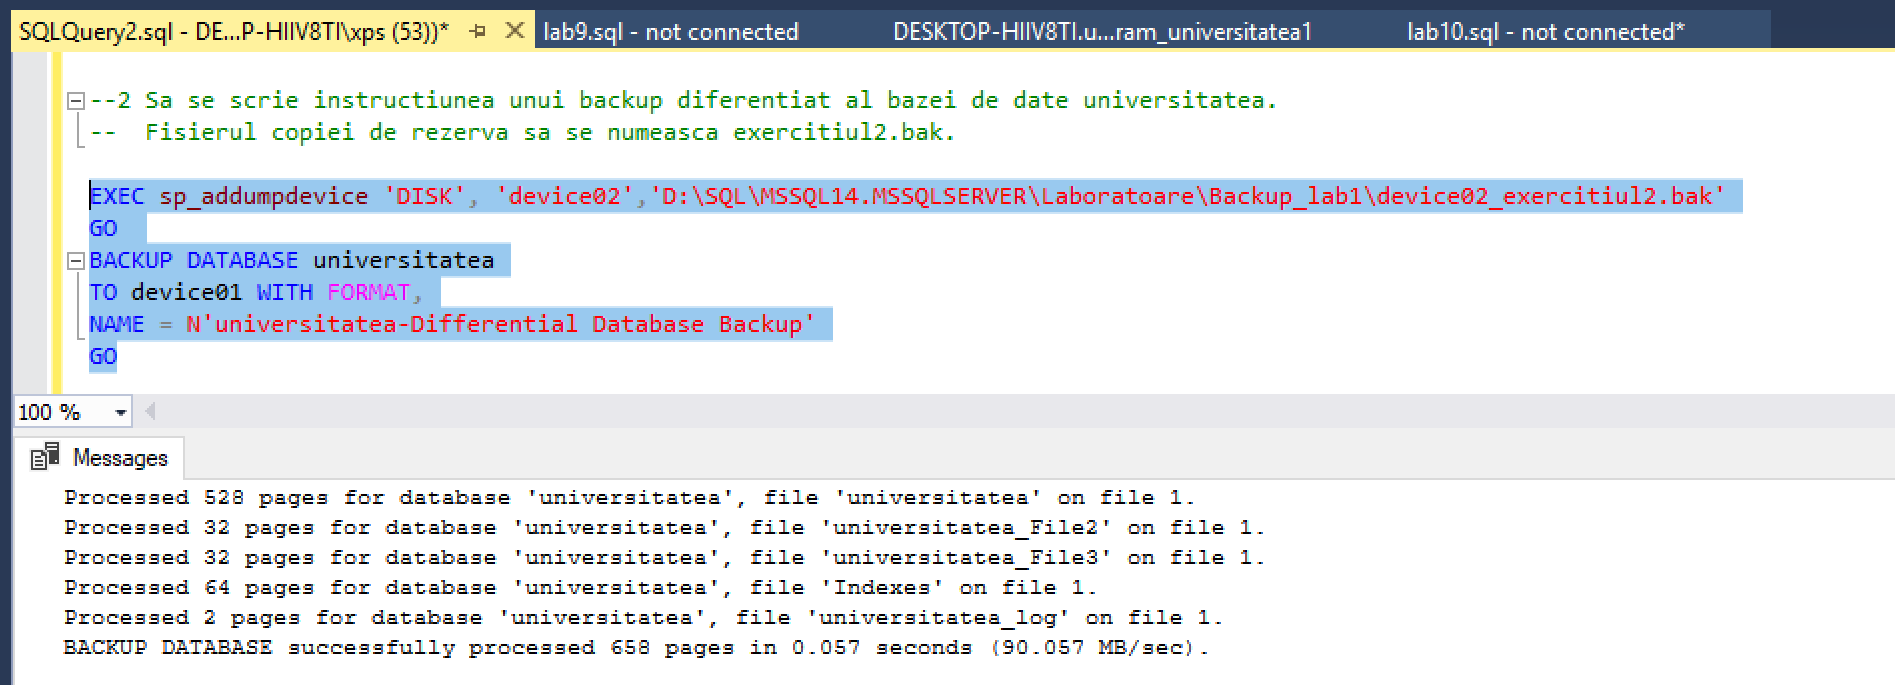 SQLQuery2.sql - DE...P-HIIV8TI\xps (53))* lab9.sql - not connected DESKTOP-HIIV8TI.u...ram_universitatea1 lab10.sql - not connected*
--2 Sa se scrie instructiunea unui backup diferentiat al bazei de date universitatea.
-- Fisierul copiei de rezerva sa se numeasca exercitiul2.bak.
EXEC sp_addumpdevice 'DISK', 'device02','D:\SQL\MSSQL14.MSSQLSERVER\Laboratoare\Backup_lab1\device02_exercitiul2.bak'
GO
BACKUP DATABASE universitatea
TO device01 WITH FORMAT,
NAME = N'universitatea-Differential Database Backup'
GO
100 %
Messages
Processed 528 pages for database 'universitatea', file 'universitatea' on file 1.
Processed 32 pages for database 'universitatea', file 'universitatea_File2' on file 1.
Processed 32 pages for database 'universitatea', file 'universitatea_File3' on file 1.
Processed 64 pages for database 'universitatea', file 'Indexes' on file 1.
Processed 2 pages for database 'universitatea', file 'universitatea_log' on file 1.
BACKUP DATABASE successfully processed 658 pages in 0.057 seconds (90.057 MB/sec).